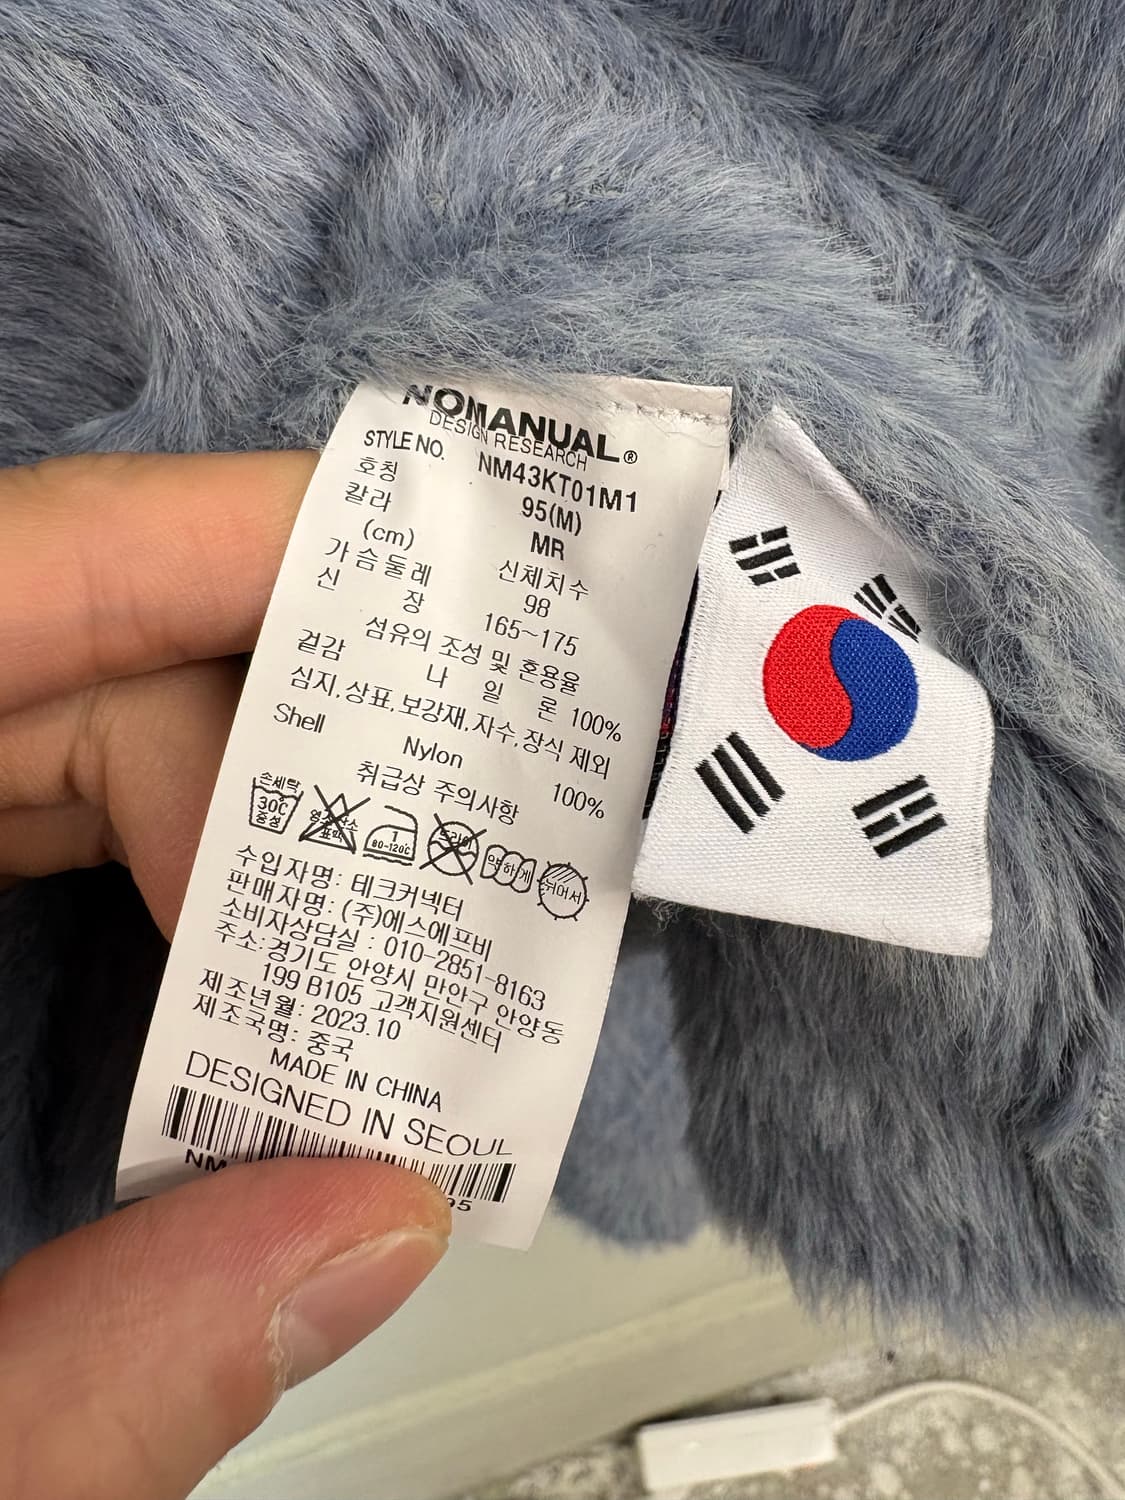 NOMANUAL®
DESIGN RESEARCH
STYLE NO. NM43KT01M1
호칭 95(M)
칼라 MR
(cm) 신체치수
가슴둘레 98
신장 165~175
섬유의 조성 및 혼용율
겉감 나일론 100%
심지,상표,보강재,자수,장식 제외
Shell Nylon 100%
취급상 주의사항
손세탁 30℃ 중성
염소산소 표백
1 80-120℃
드라이
약하게
뉘어서
수입자명: 테크커넥터
판매자명: (주)에스에프비
소비자상담실 : 010-2851-8163
주소:경기도 안양시 만안구 안양동
199 B105 고객지원센터
제조년월: 2023.10
제조국명: 중국
MADE IN CHINA
DESIGNED IN SEOUL